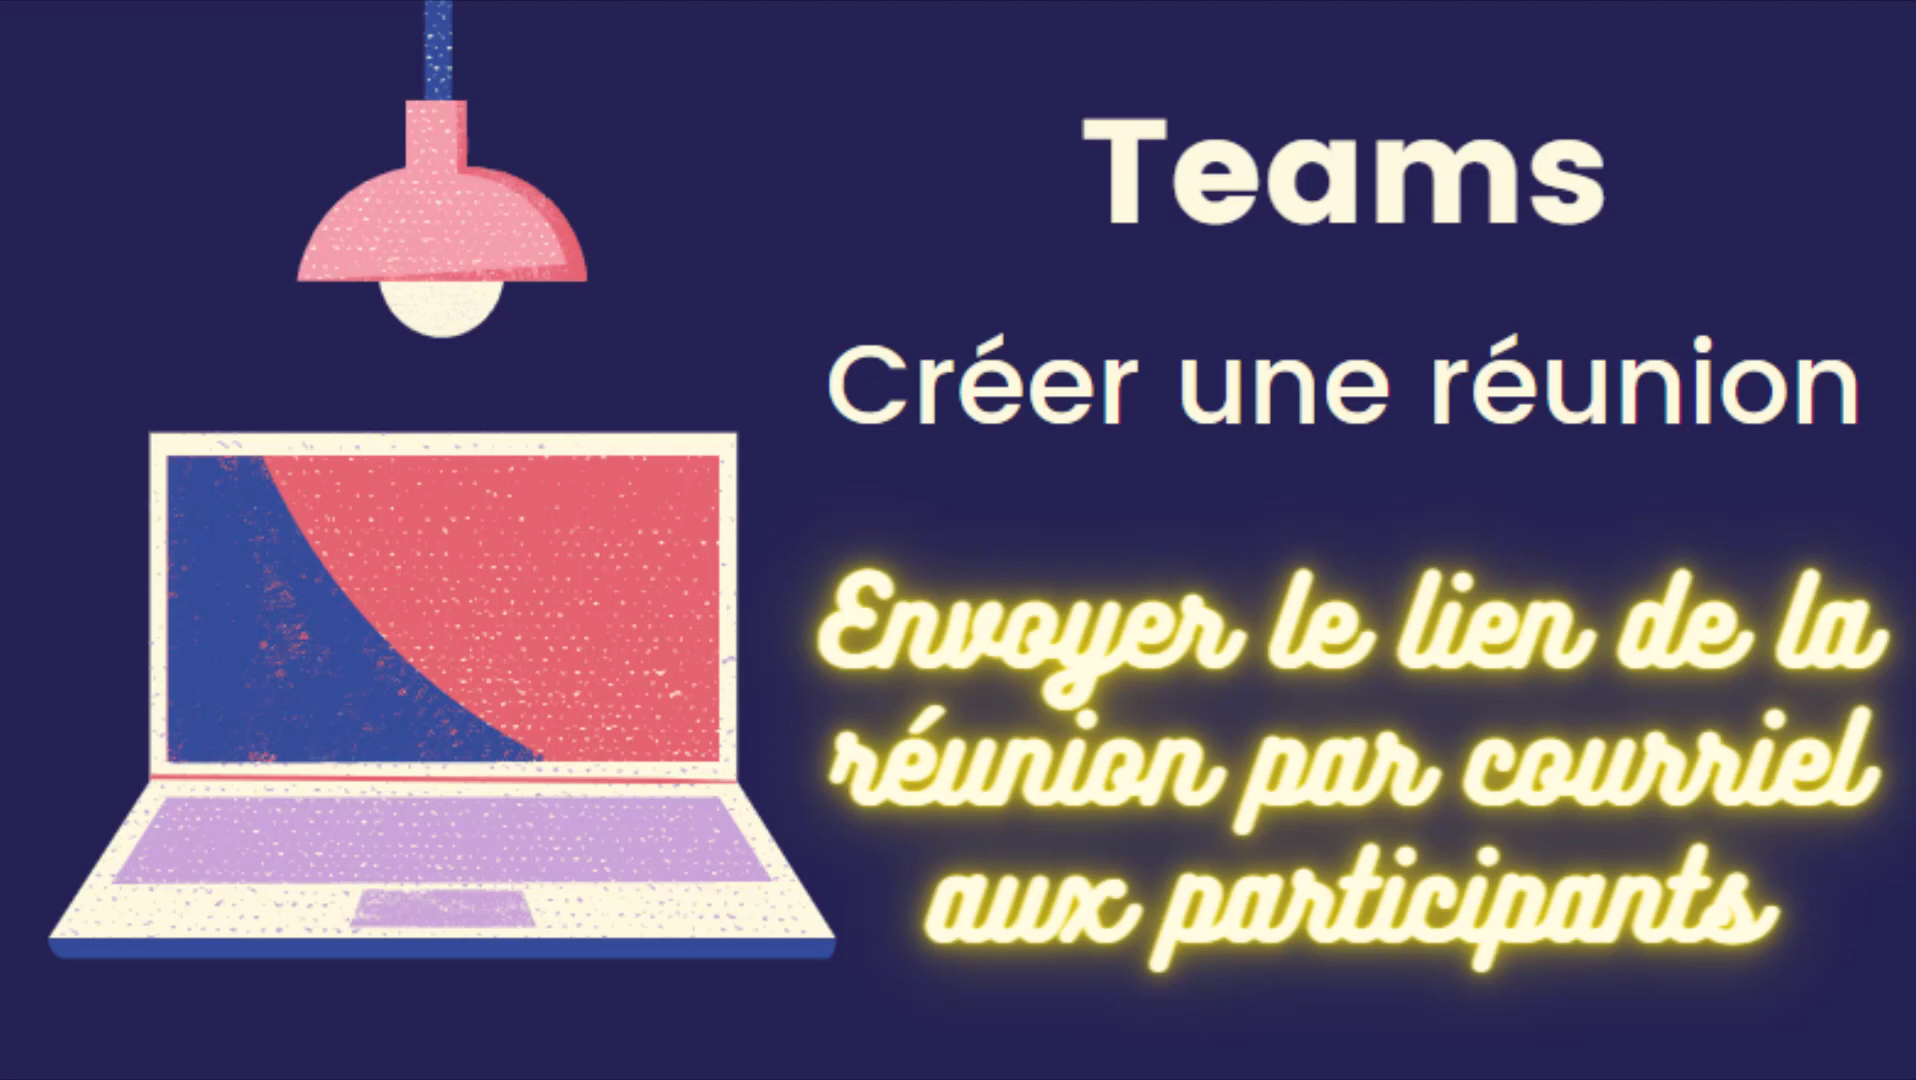 Teams
Créer une réunion
Envoyer le lien de la
réunion par courriel
aux participants